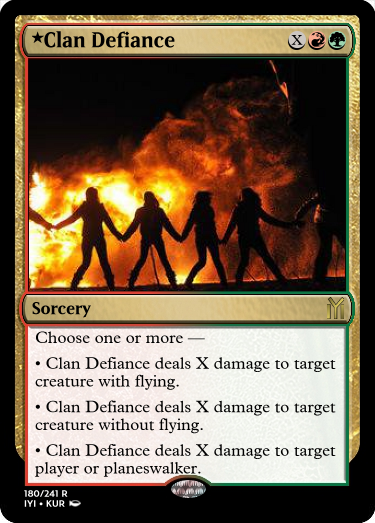 ★Clan Defiance X
Sorcery
Choose one or more —
• Clan Defiance deals X damage to target
creature with flying.
• Clan Defiance deals X damage to target
creature without flying.
• Clan Defiance deals X damage to target
player or planeswalker.
180/241 R
IYI • KUR